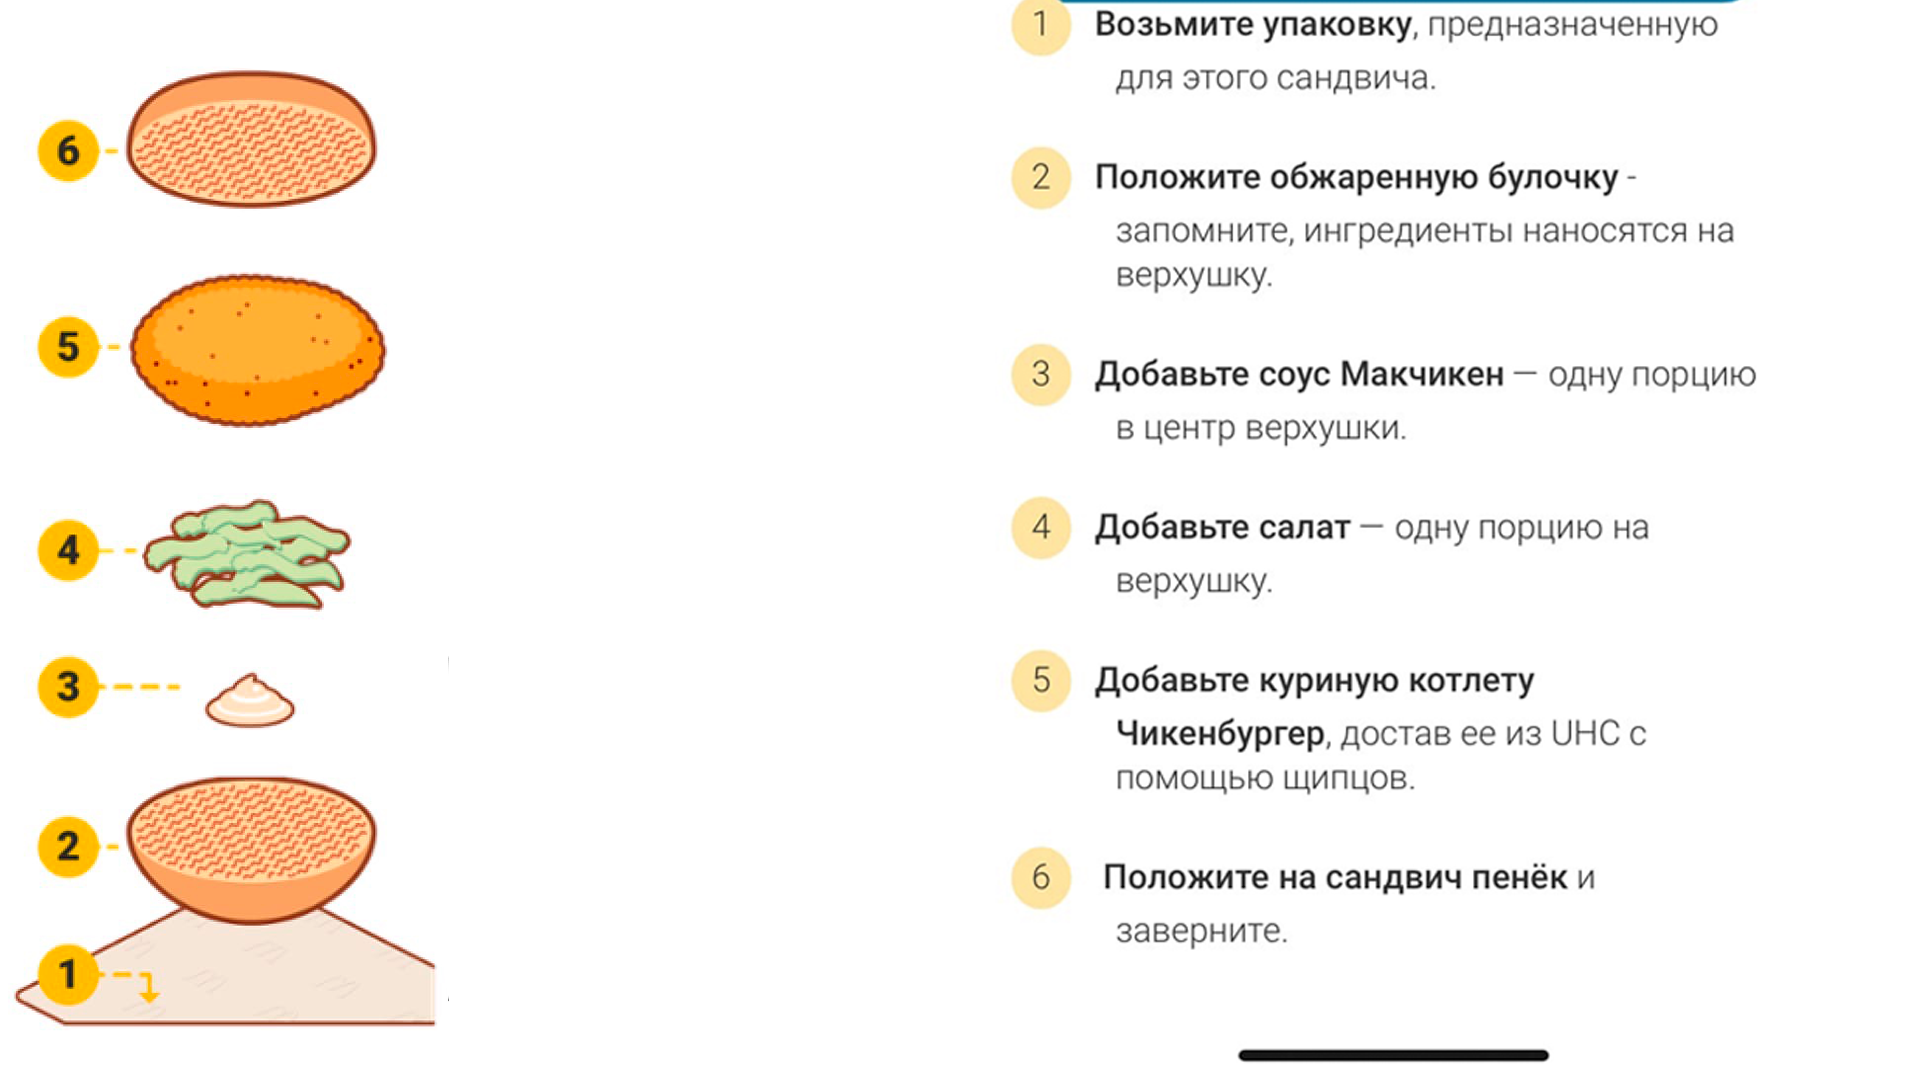 6
5
4
3
2
1
1 Возьмите упаковку, предназначенную
для этого сандвича.
2 Положите обжаренную булочку -
запомните, ингредиенты наносятся на
верхушку.
3 Добавьте соус Макчикен — одну порцию
в центр верхушки.
4 Добавьте салат — одну порцию на
верхушку.
5 Добавьте куриную котлету
Чикенбургер, достав ее из UHC с
помощью щипцов.
6 Положите на сандвич пенёк и
заверните.